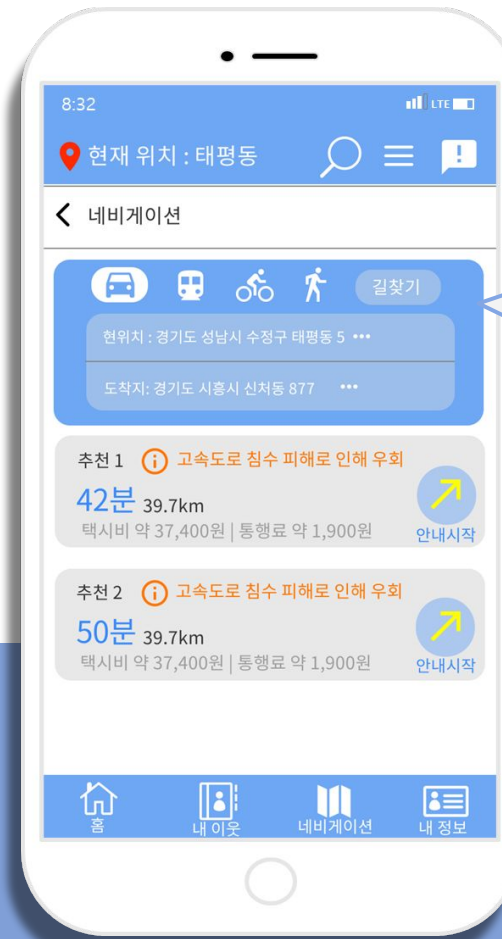 8:32 LTE
현재 위치 : 태평동
네비게이션
길찾기
현위치 : 경기도 성남시 수정구 태평동 5 •••
도착지: 경기도 시흥시 신처동 877 •••
추천 1 고속도로 침수 피해로 인해 우회
42분 39.7km
택시비 약 37,400원 | 통행료 약 1,900원
안내시작
추천 2 고속도로 침수 피해로 인해 우회
50분 39.7km
택시비 약 37,400원 | 통행료 약 1,900원
안내시작
홈 내 이웃 네비게이션 내 정보